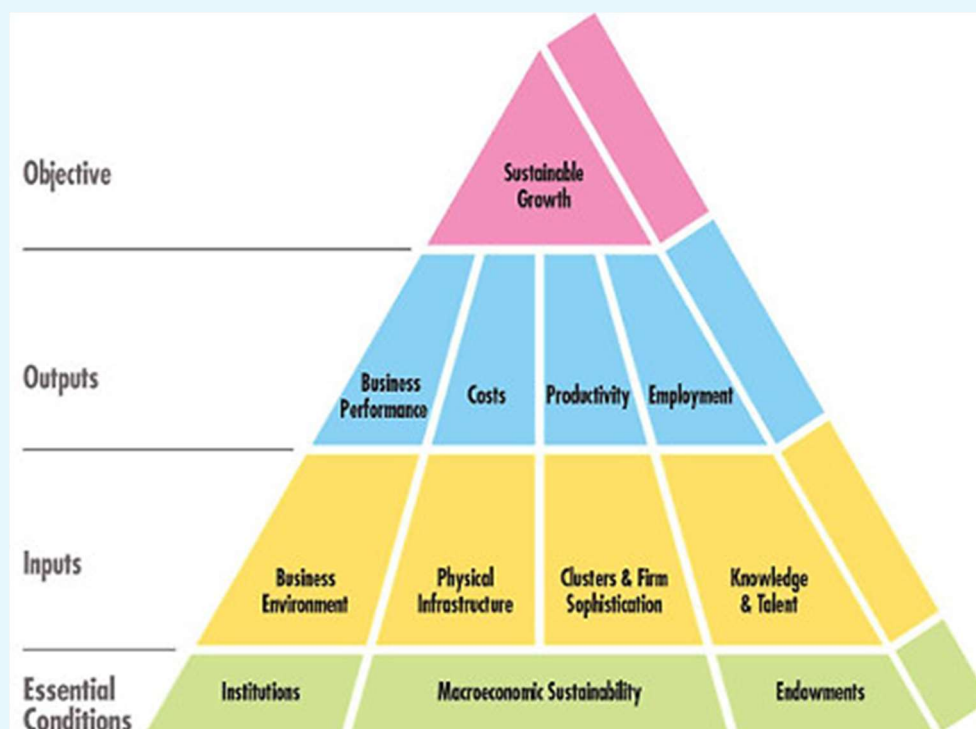 Objective
Sustainable
Growth
Outputs
Business
Performance
Costs
Productivity
Employment
Inputs
Business
Environment
Physical
Infrastructure
Clusters & Firm
Sophistication
Knowledge
& Talent
Essential
Conditions
Institutions
Macroeconomic Sustainability
Endowments